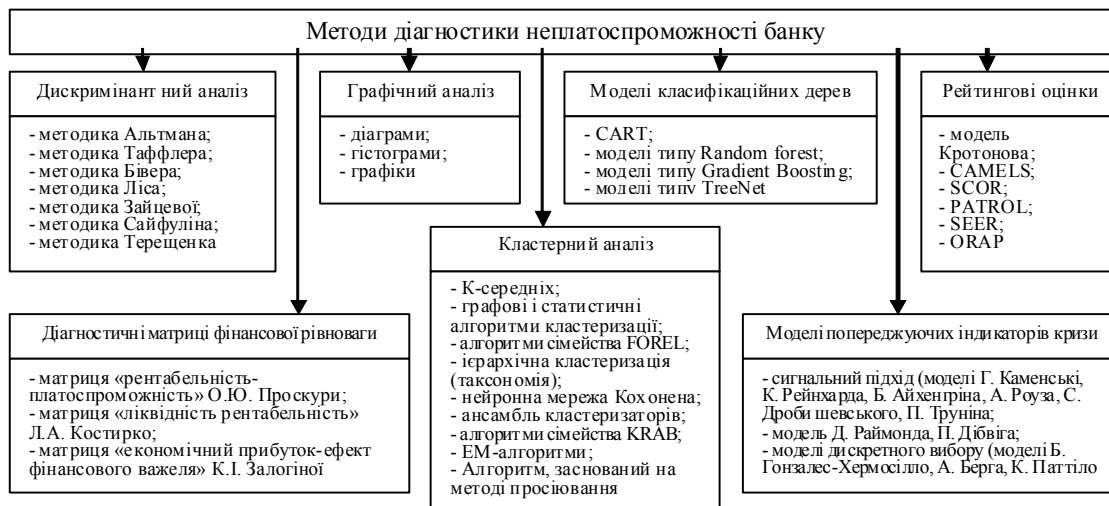 Методи діагностики неплатоспроможності банку
Дискримінант ний аналіз
- методика Альтмана;
- методика Таффлера;
- методика Бівера;
- методика Ліса;
- методика Зайцевої;
- методика Сайфуліна;
- методика Терещенка
Графічний аналіз
- діаграми;
- гістограми;
- графіки
Моделі класифікаційних дерев
- CART;
- моделі типу Random forest;
- моделі типу Gradient Boosting;
- моделі типу TreeNet
Рейтингові оцінки
- модель
Кротонова;
- CAMELS;
- SCOR;
- PATROL;
- SEER;
- ORAP
Кластерний аналіз
- К-середніх;
- графові і статистичні
алгоритми кластеризації;
- алгоритми сімейства FOREL;
- ієрархічна кластеризація
(таксономія);
- нейронна мережа Кохонена;
- ансамбль кластеризаторів;
- алгоритми сімейства KRAB;
- ЕМ-алгоритми;
- Алгоритм, заснований на
методі просіювання
Діагностичні матриці фінансової рівноваги
- матриця «рентабельність-
платоспроможність» О.Ю. Проскури;
- матриця «ліквідність рентабельність»
Л.А. Костирко;
- матриця «економічний прибуток-ефект
фінансового важеля» К.І. Залогіної
Моделі попереджуючих індикаторів кризи
- сигнальний підхід (моделі Г. Каменські,
К. Рейнхарда, Б. Айхенгріна, А. Роуза, С.
Дроби шевського, П. Труніна;
- модель Д. Раймонда, П. Дібвіга;
- моделі дискретного вибору (моделі Б.
Гонзалес-Хермосілло, А. Берга, К. Паттіло